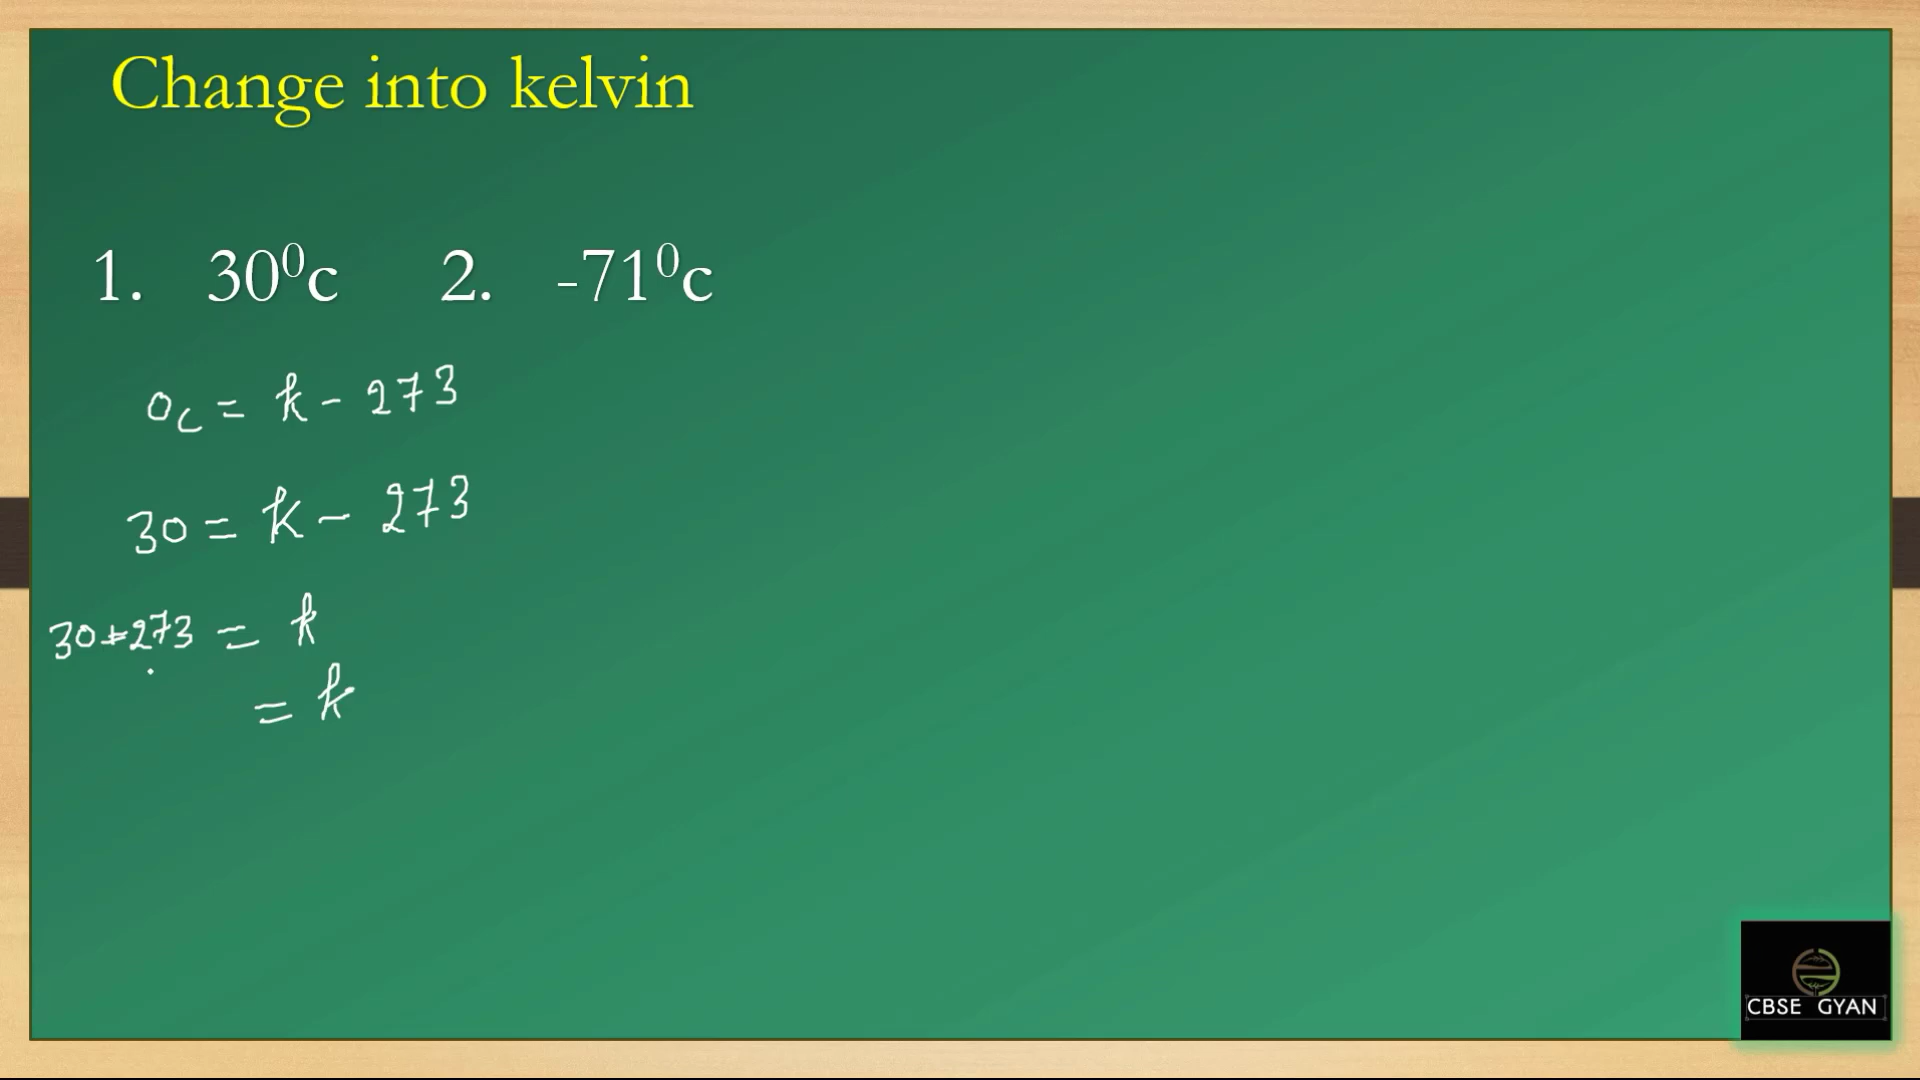 Change into kelvin
1. 30⁰c 2. -71⁰c
0c = k - 273
30 = k - 273
30+273 = k
= k
CBSE GYAN